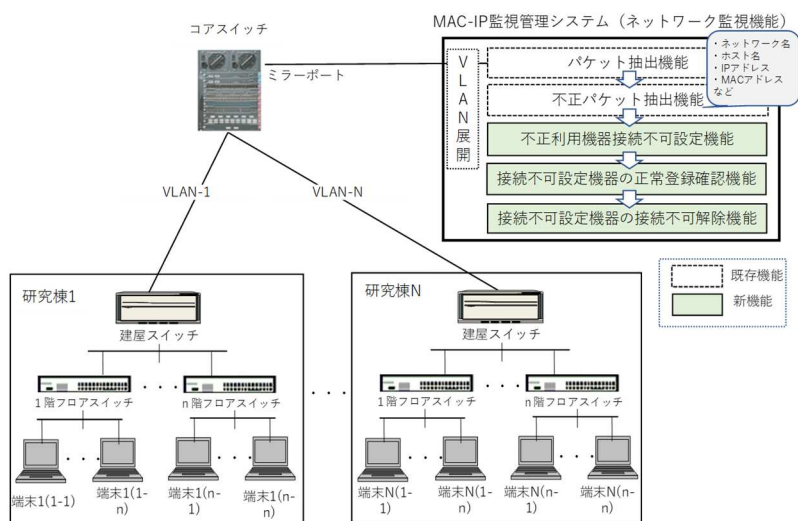 コアスイッチ
ミラーポート
MAC-IP監視管理システム（ネットワーク監視機能）
VLAN展開
パケット抽出機能
・ネットワーク名
・ホスト名
・IPアドレス
・MACアドレス
など
不正パケット抽出機能
不正利用機器接続不可設定機能
接続不可設定機器の正常登録確認機能
接続不可設定機器の接続不可解除機能
VLAN-1
VLAN-N
既存機能
新機能
研究棟1
建屋スイッチ
1階フロアスイッチ
・・・
n階フロアスイッチ
・・・
・・・
端末1(1-1)
端末1(1-n)
端末1(n-1)
端末1(n-n)
・・・・
研究棟N
建屋スイッチ
1階フロアスイッチ
・・・
n階フロアスイッチ
・・・
・・・
端末N(1-1)
端末N(1-n)
端末N(n-1)
端末N(n-n)